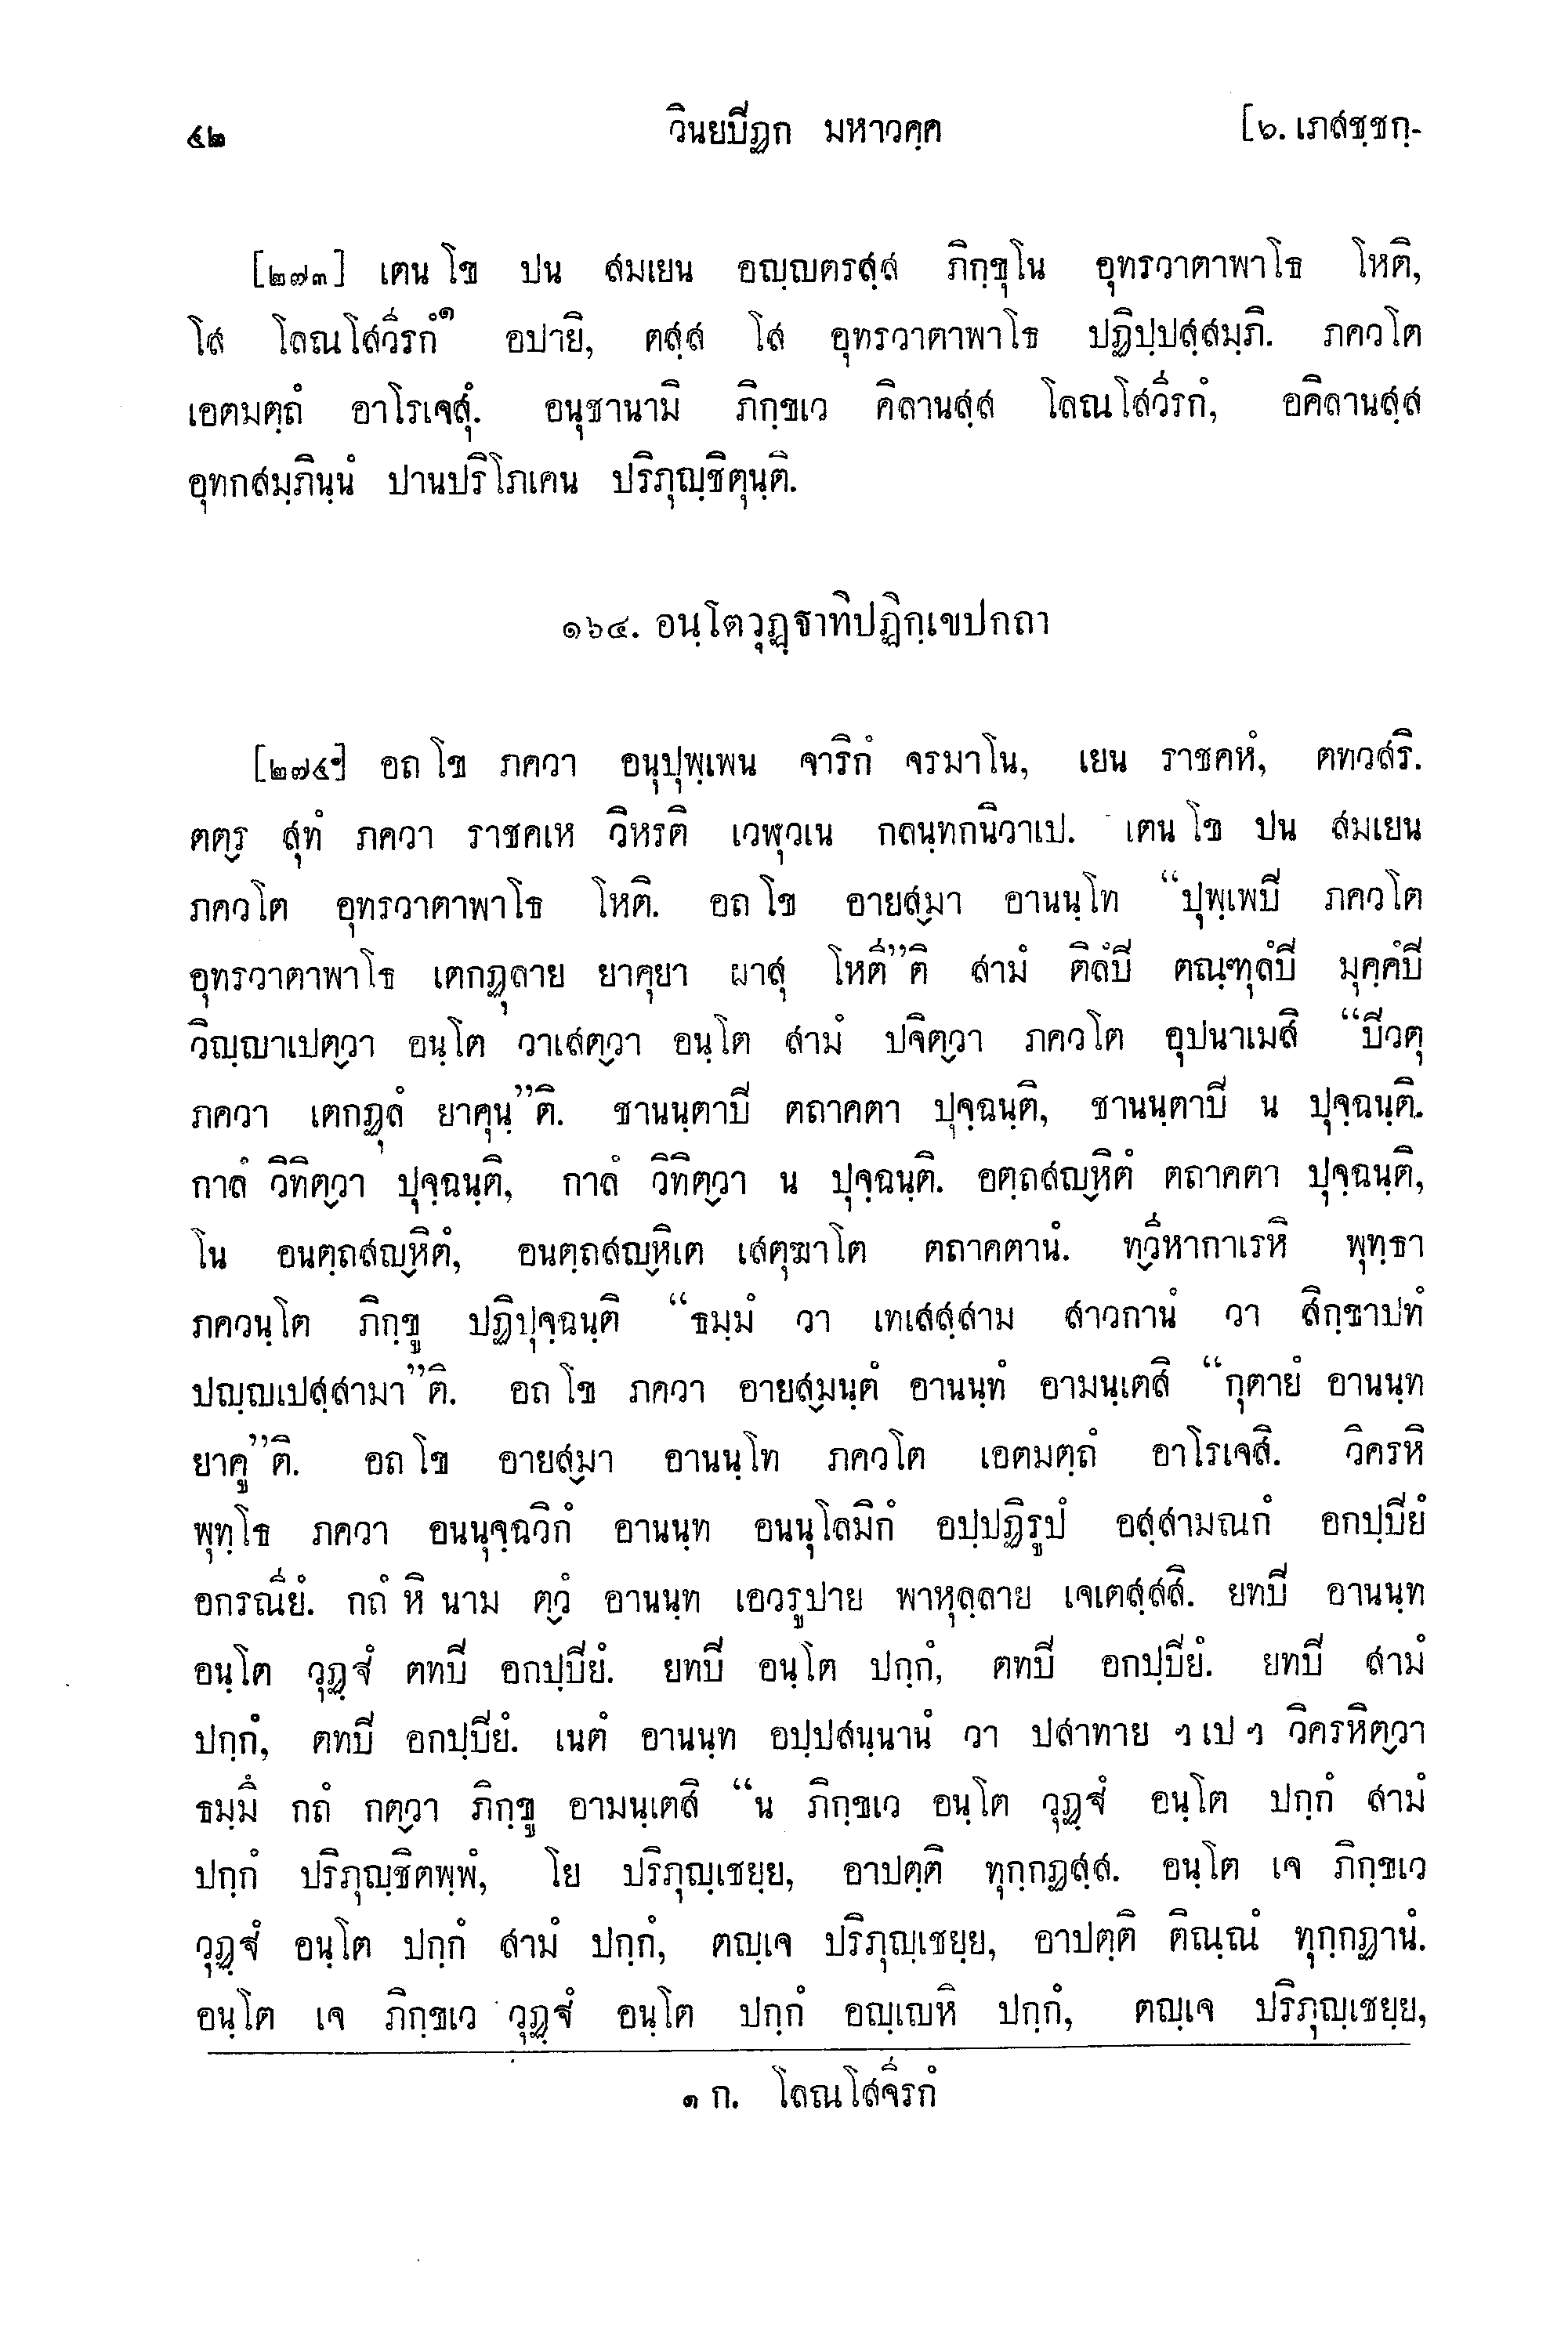 ๔๒ วินยปีฏก มหาวคฺค [๖. เภสชฺชกฺ-
[๒๗๓] เตน โข ปน สมเยน อญฺญตรสฺส ภิกฺขุโน อุทรวาตาพาโธ โหติ,
โส โลณโสวีรกํ๑ อปายิ, ตสฺส โส อุทรวาตาพาโธ ปฏิปฺปสฺสมฺภิ. ภควโต
เอตมตฺถํ อาโรเจสุํ. อนุชานามิ ภิกฺขเว คิลานสฺส โลณโสวีรกํ, อคิลานสฺส
อุทกสมฺภินฺนํ ปานปริโภเคน ปริภุญฺชิตุนฺติ.
๑๖๔. อนฺโตวุฏฺฐาทิปฏิกฺเขปกถา
[๒๗๔] อถ โข ภควา อนุปุพฺเพน จาริกํ จรมาโน, เยน ราชคหํ, ตทวสริ.
ตตฺร สุทํ ภควา ราชคเห วิหรติ เวฬุวเน กลนฺทกนิวาเป. เตน โข ปน สมเยน
ภควโต อุทรวาตาพาโธ โหติ. อถ โข อายสฺมา อานนฺโท “ปุพฺเพปี ภควโต
อุทรวาตาพาโธ เตกฏุลาย ยาคุยา ผาสุ โหตี”ติ สามํ ติลํปี ตณฺฑุลํปี มุคฺคํปี
วิญฺญาเปตฺวา อนฺโต วาเสตฺวา อนฺโต สามํ ปจิตฺวา ภควโต อุปนาเมสิ “ปีวตุ
ภควา เตกฏุลํ ยาคุนฺ”ติ. ชานนฺตาปี ตถาคตา ปุจฺฉนฺติ, ชานนฺตาปี น ปุจฺฉนฺติ.
กาลํ วิทิตฺวา ปุจฺฉนฺติ, กาลํ วิทิตฺวา น ปุจฺฉนฺติ. อตฺถสญฺหิตํ ตถาคตา ปุจฺฉนฺติ,
โน อนตฺถสญฺหิตํ, อนตฺถสญฺหิเต เสตุฆาโต ตถาคตานํ. ทฺวีหากาเรหิ พุทฺธา
ภควนฺโต ภิกฺขู ปฏิปุจฺฉนฺติ “ธมฺมํ วา เทเสสฺสาม สาวกานํ วา สิกฺขาปทํ
ปญฺญเปสฺสามา”ติ. อถ โข ภควา อายสฺมนฺตํ อานนฺทํ อามนฺเตสิ “กุตายํ อานนฺท
ยาคู”ติ. อถ โข อายสฺมา อานนฺโท ภควโต เอตมตฺถํ อาโรเจสิ. วิครหิ
พุทฺโธ ภควา อนนุจฺฉวิกํ อานนฺท อนนุโลมิกํ อปฺปฏิรูปํ อสฺสามณกํ อกปฺปียํ
อกรณียํ. กถํ หิ นาม ตฺวํ อานนฺท เอวรูปาย พาหุลฺลาย เจเตสฺสสิ. ยทปี อานนฺท
อนฺโต วุฏฺฐํ ตทปี อกปฺปียํ. ยทปี อนฺโต ปกฺกํ, ตทปี อกปฺปียํ. ยทปี สามํ
ปกฺกํ, ตทปี อกปฺปียํ. เนตํ อานนฺท อปฺปสนฺนานํ วา ปสาทาย ฯ เป ฯ วิครหิตฺวา
ธมฺมึ กถํ กตฺวา ภิกฺขู อามนฺเตสิ “น ภิกฺขเว อนฺโต วุฏฺฐํ อนฺโต ปกฺกํ สามํ
ปกฺกํ ปริภุญฺชิตพฺพํ, โย ปริภุญฺเชยฺย, อาปตฺติ ทุกฺกฏสฺส. อนฺโต เจ ภิกฺขเว
วุฏฺฐํ อนฺโต ปกฺกํ สามํ ปกฺกํ, ตญฺเจ ปริภุญฺเชยฺย, อาปตฺติ ติณฺณํ ทุกฺกฏานํ.
อนฺโต เจ ภิกฺขเว วุฏฺฐํ อนฺโต ปกฺกํ อญฺเญหิ ปกฺกํ, ตญฺเจ ปริภุญฺเชยฺย,
๑ ก. โลณโสจิรกํ